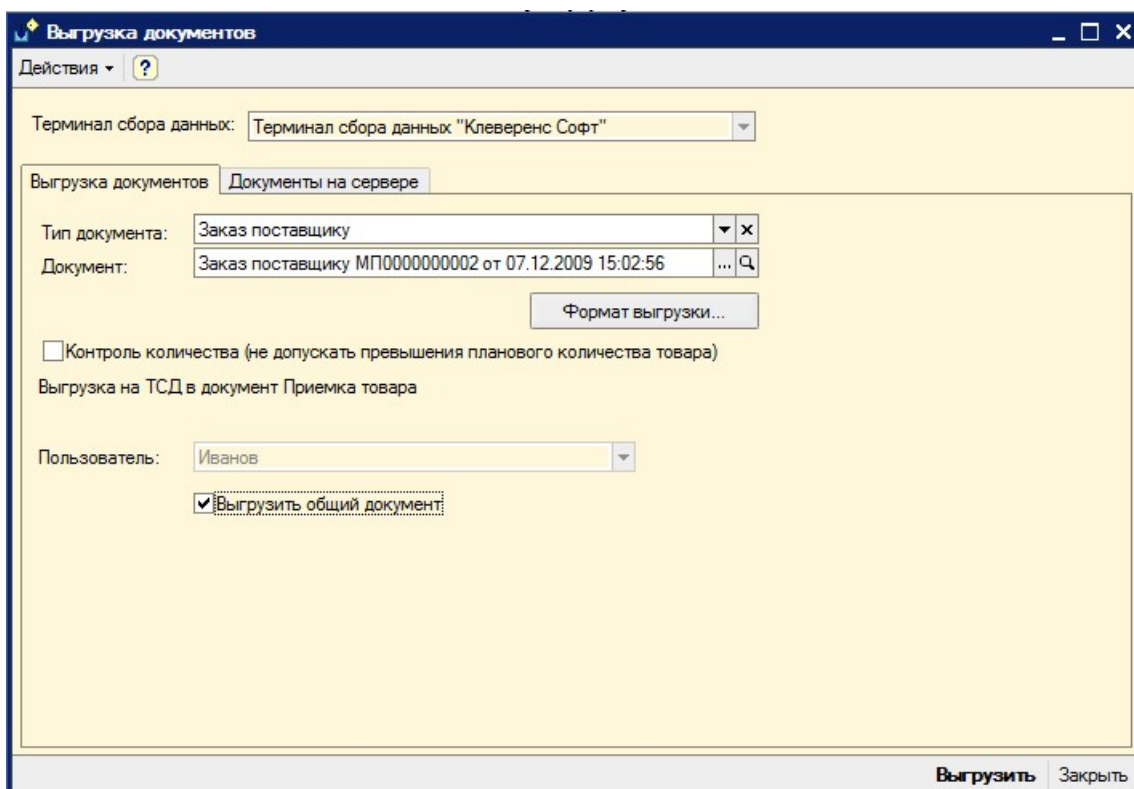 Выгрузка документов
Действия ?
Терминал сбора данных: Терминал сбора данных "Клеверенс Софт"
Выгрузка документов Документы на сервере
Тип документа: Заказ поставщику
Документ: Заказ поставщику МП0000000002 от 07.12.2009 15:02:56 ...
Формат выгрузки...
Контроль количества (не допускать превышения планового количества товара)
Выгрузка на ТСД в документ Приемка товара
Пользователь: Иванов
Выгрузить общий документ
Выгрузить Закрыть